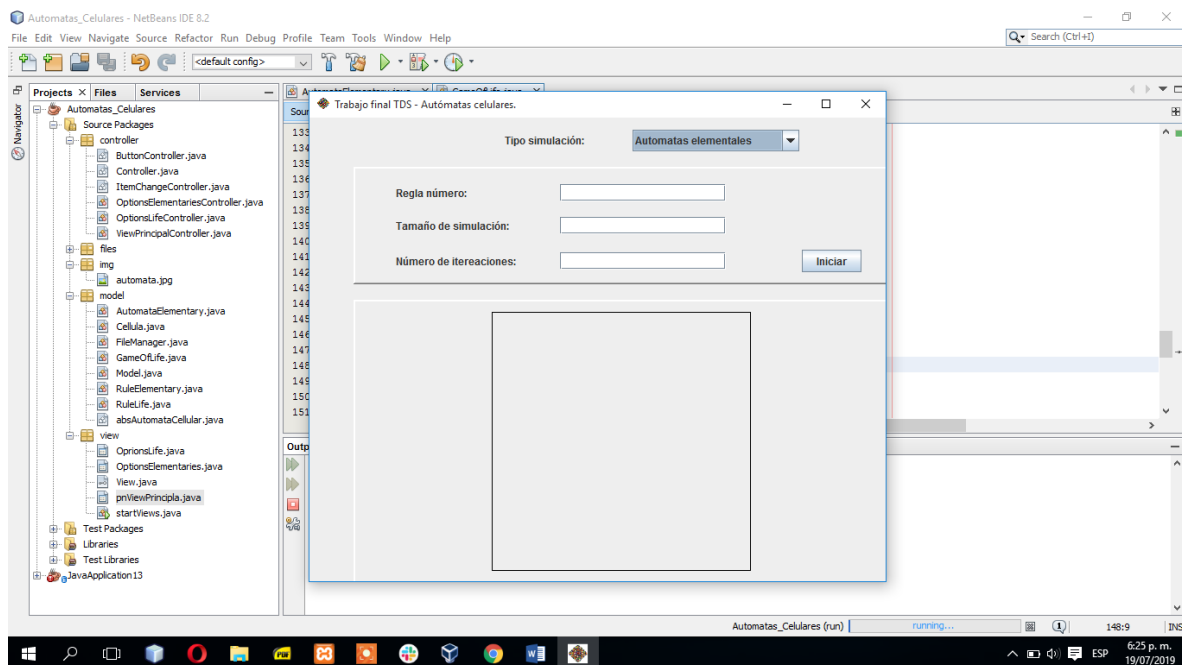 Automatas_Celulares - NetBeans IDE 8.2
File Edit View Navigate Source Refactor Run Debug Profile Team Tools Window Help
Search (Ctrl+I)
<default config>
Projects Files Services
Navigator
Automatas_Celulares
Source Packages
controller
ButtonController.java
Controller.java
ItemChangeController.java
OptionsElementariesController.java
OptionsLifeController.java
ViewPrincipalController.java
files
img
automata.jpg
model
AutomataElementary.java
Cellula.java
FileManager.java
GameOfLife.java
Model.java
RuleElementary.java
RuleLife.java
absAutomataCellular.java
view
OprionsLife.java
OptionsElementaries.java
View.java
pnViewPrincipla.java
startViews.java
Test Packages
Libraries
Test Libraries
JavaApplication13
Sour
133
134
135
136
137
138
139
140
141
142
143
144
145
146
147
148
149
150
151
Outp
Trabajo final TDS - Autómatas celulares.
Tipo simulación: Automatas elementales
Regla número:
Tamaño de simulación:
Número de itereaciones: Iniciar
Automatas_Celulares (run) running... 1 148:9 INS
PDF
ESP
6:25 p. m.
19/07/2019